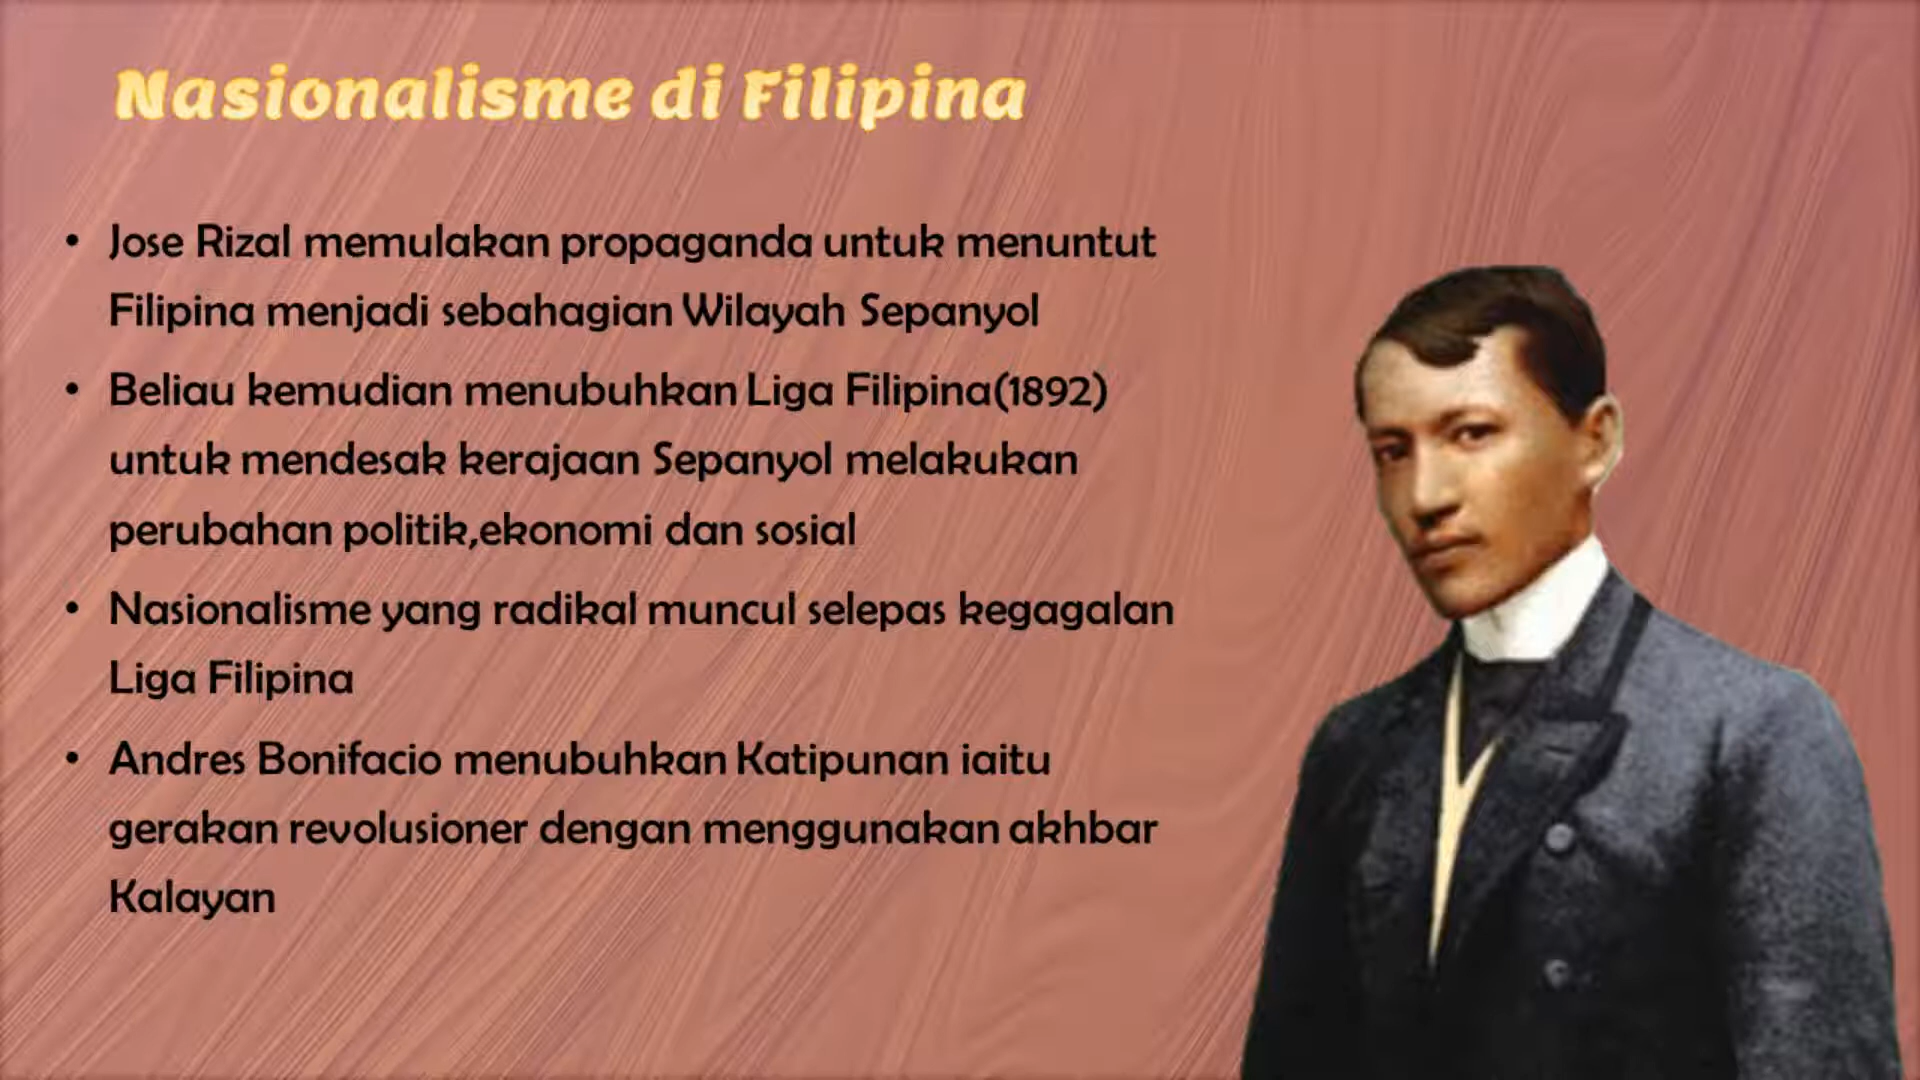 Nasionalisme di Filipina
• Jose Rizal memulakan propaganda untuk menuntut
Filipina menjadi sebahagian Wilayah Sepanyol
• Beliau kemudian menubuhkan Liga Filipina(1892)
untuk mendesak kerajaan Sepanyol melakukan
perubahan politik,ekonomi dan sosial
• Nasionalisme yang radikal muncul selepas kegagalan
Liga Filipina
• Andres Bonifacio menubuhkan Katipunan iaitu
gerakan revolusioner dengan menggunakan akhbar
Kalayan